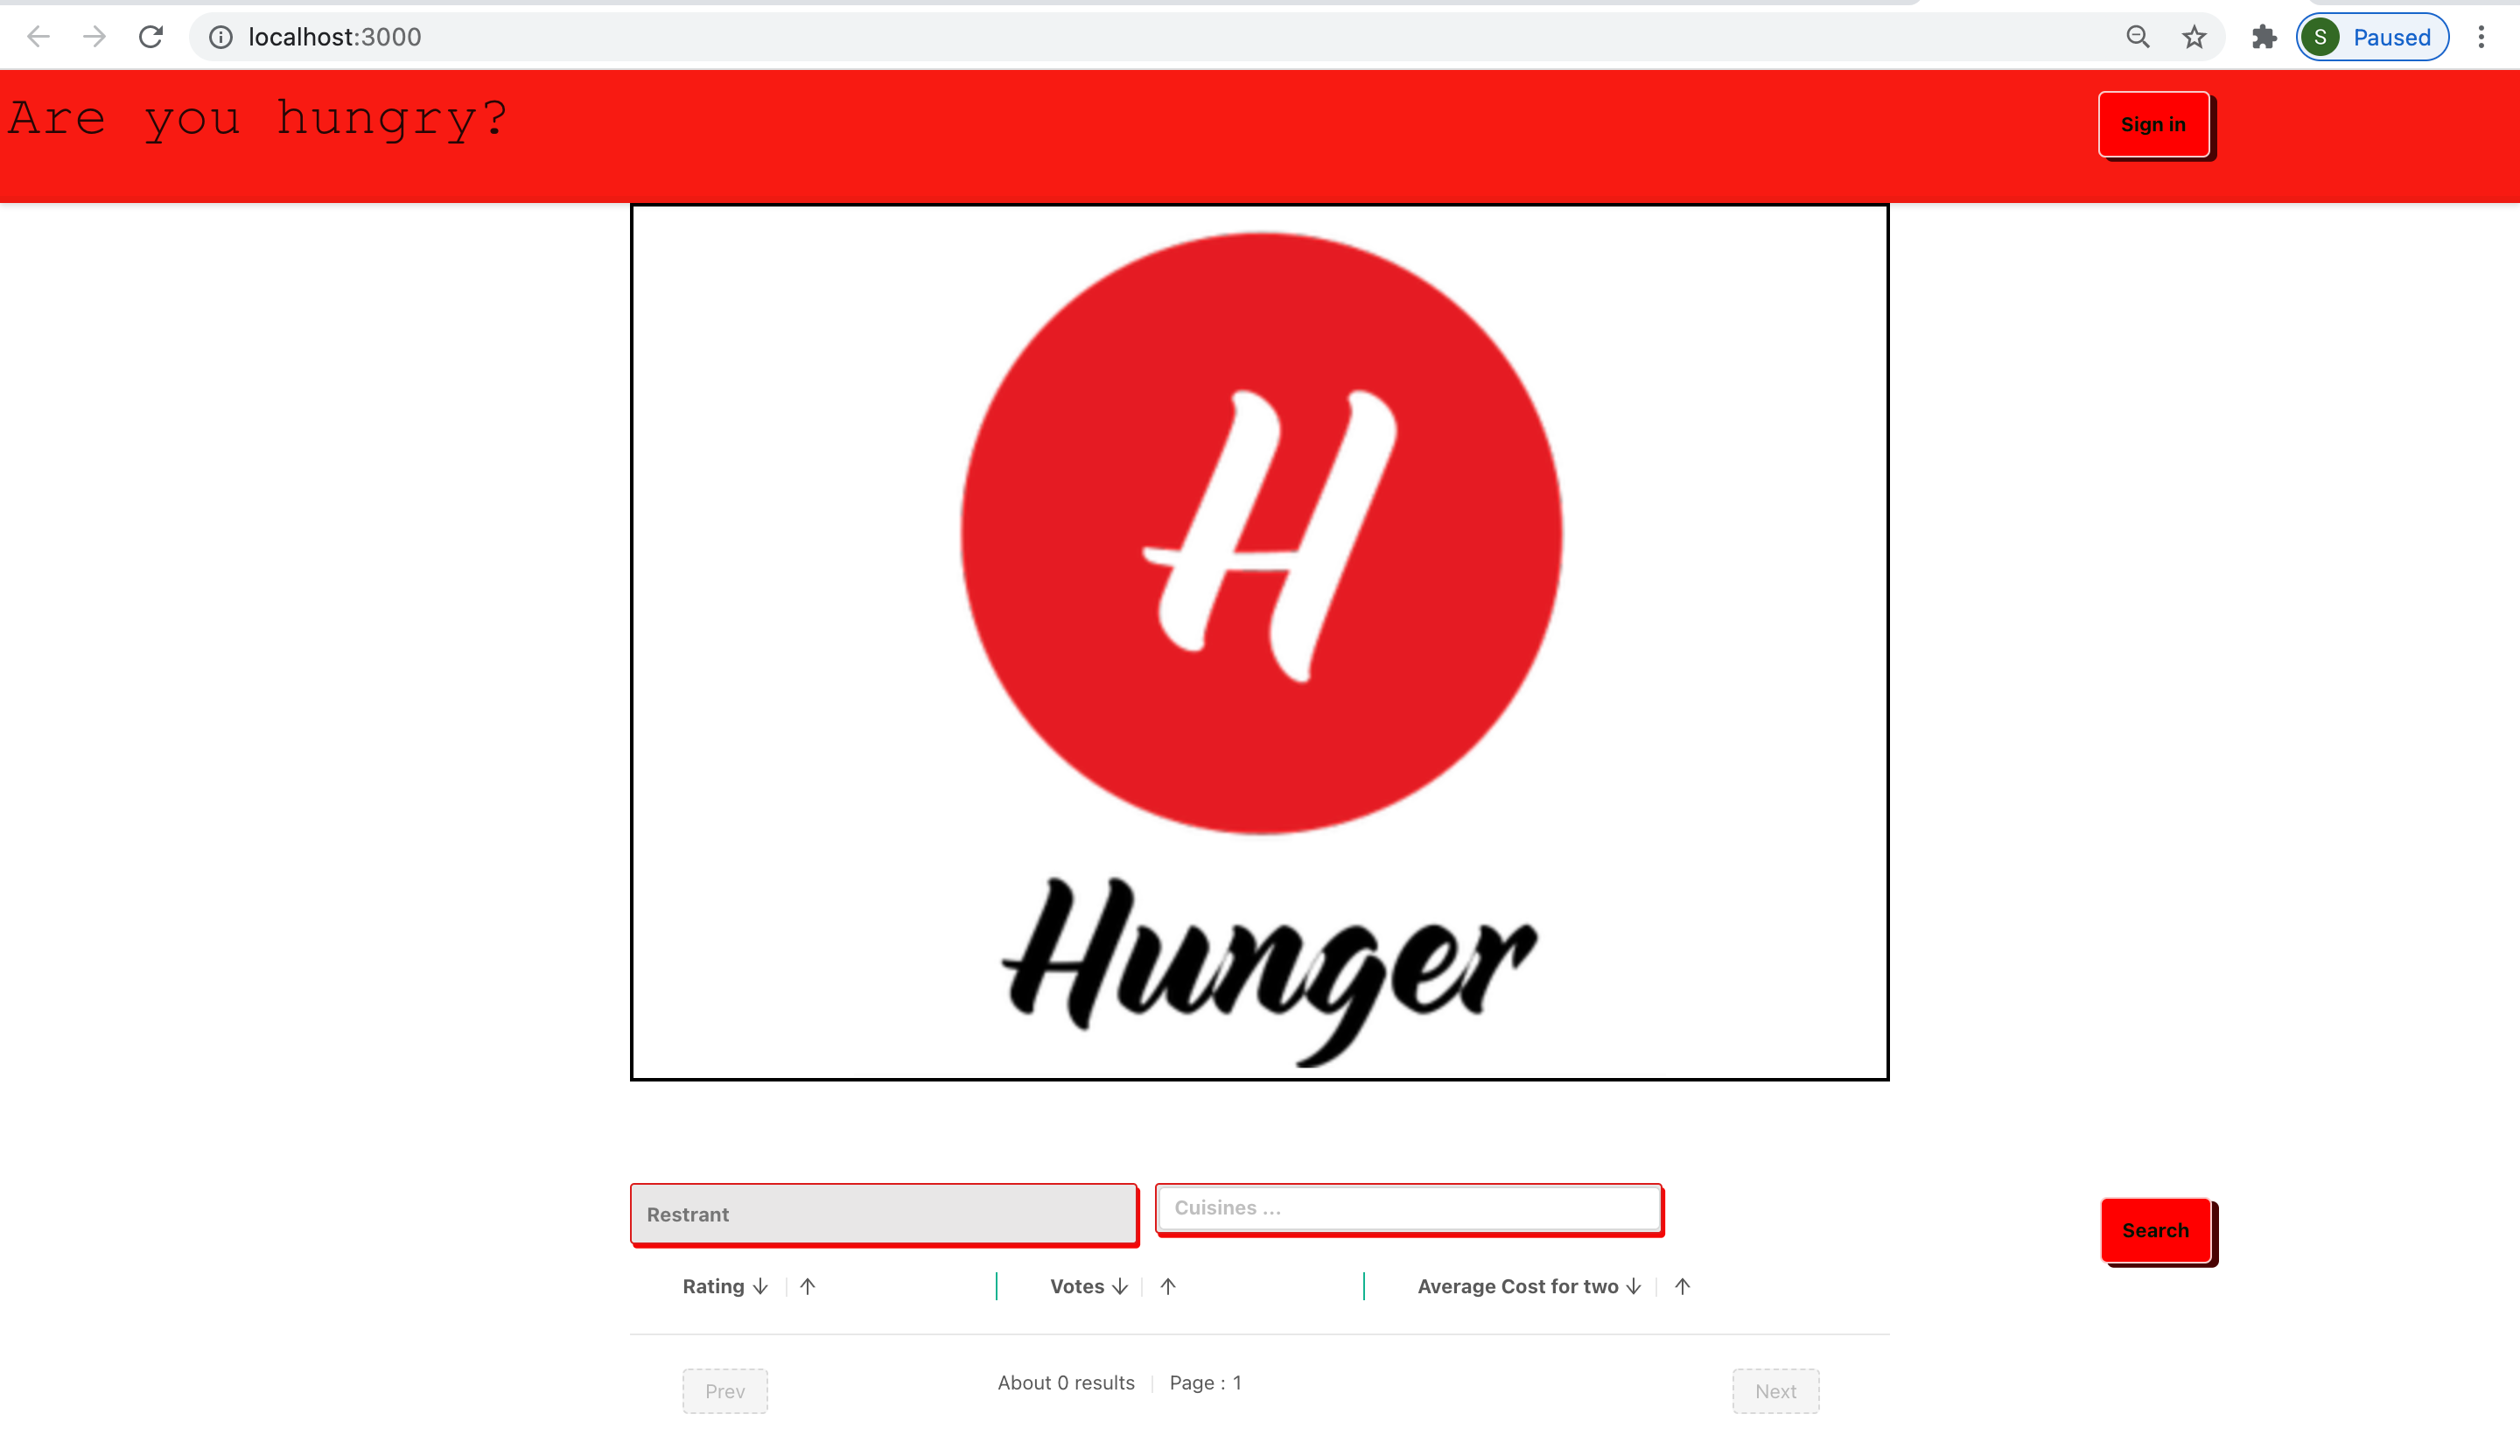 localhost:3000
S
Paused
Are you hungry?
Sign in
H
Hunger
Restrant
Cuisines ...
Search
Rating
Votes
Average Cost for two
Prev
About 0 results
Page : 1
Next